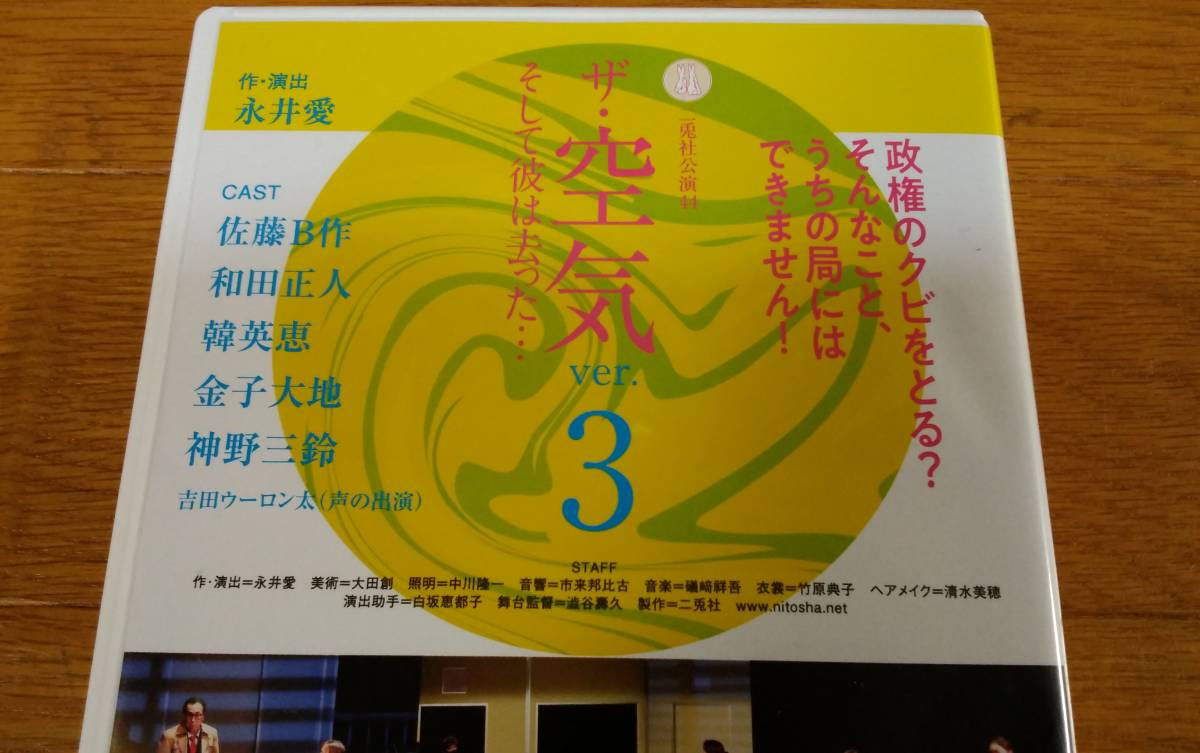 作・演出
永井愛
CAST
佐藤B作
和田正人
韓英恵
金子大地
神野三鈴
吉田ウーロン太(声の出演)
政権のクビをとる?
そんなこと、
うちの局には
できません!
二兎社公演44
ザ・空気
ver.
3
そして彼は去った…
STAFF
作・演出=永井愛 美術=大田創 照明=中川隆一 音響=市来邦比古 音楽=礒﨑祥吾 衣裳=竹原典子 ヘアメイク=清水美穂
演出助手=白坂恵都子 舞台監督=澁谷壽久 製作=二兎社 www.nitosha.net